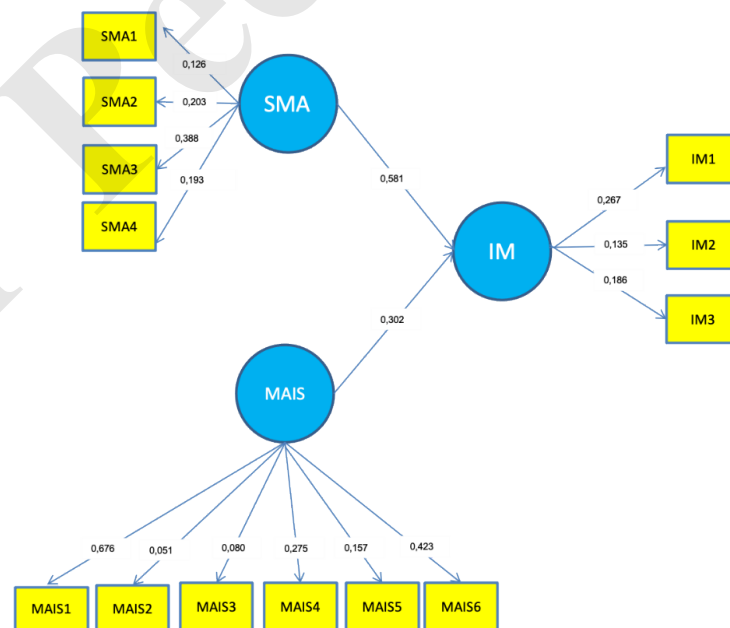 SMA1
0,126
SMA
SMA2
0,203
0,388
SMA3
IM1
0,581
0,193
0,267
SMA4
IM
0,135
IM2
0,186
0,302
IM3
MAIS
0,676
0,051
0,080
0,275
0,157
0,423
MAIS1
MAIS2
MAIS3
MAIS4
MAIS5
MAIS6